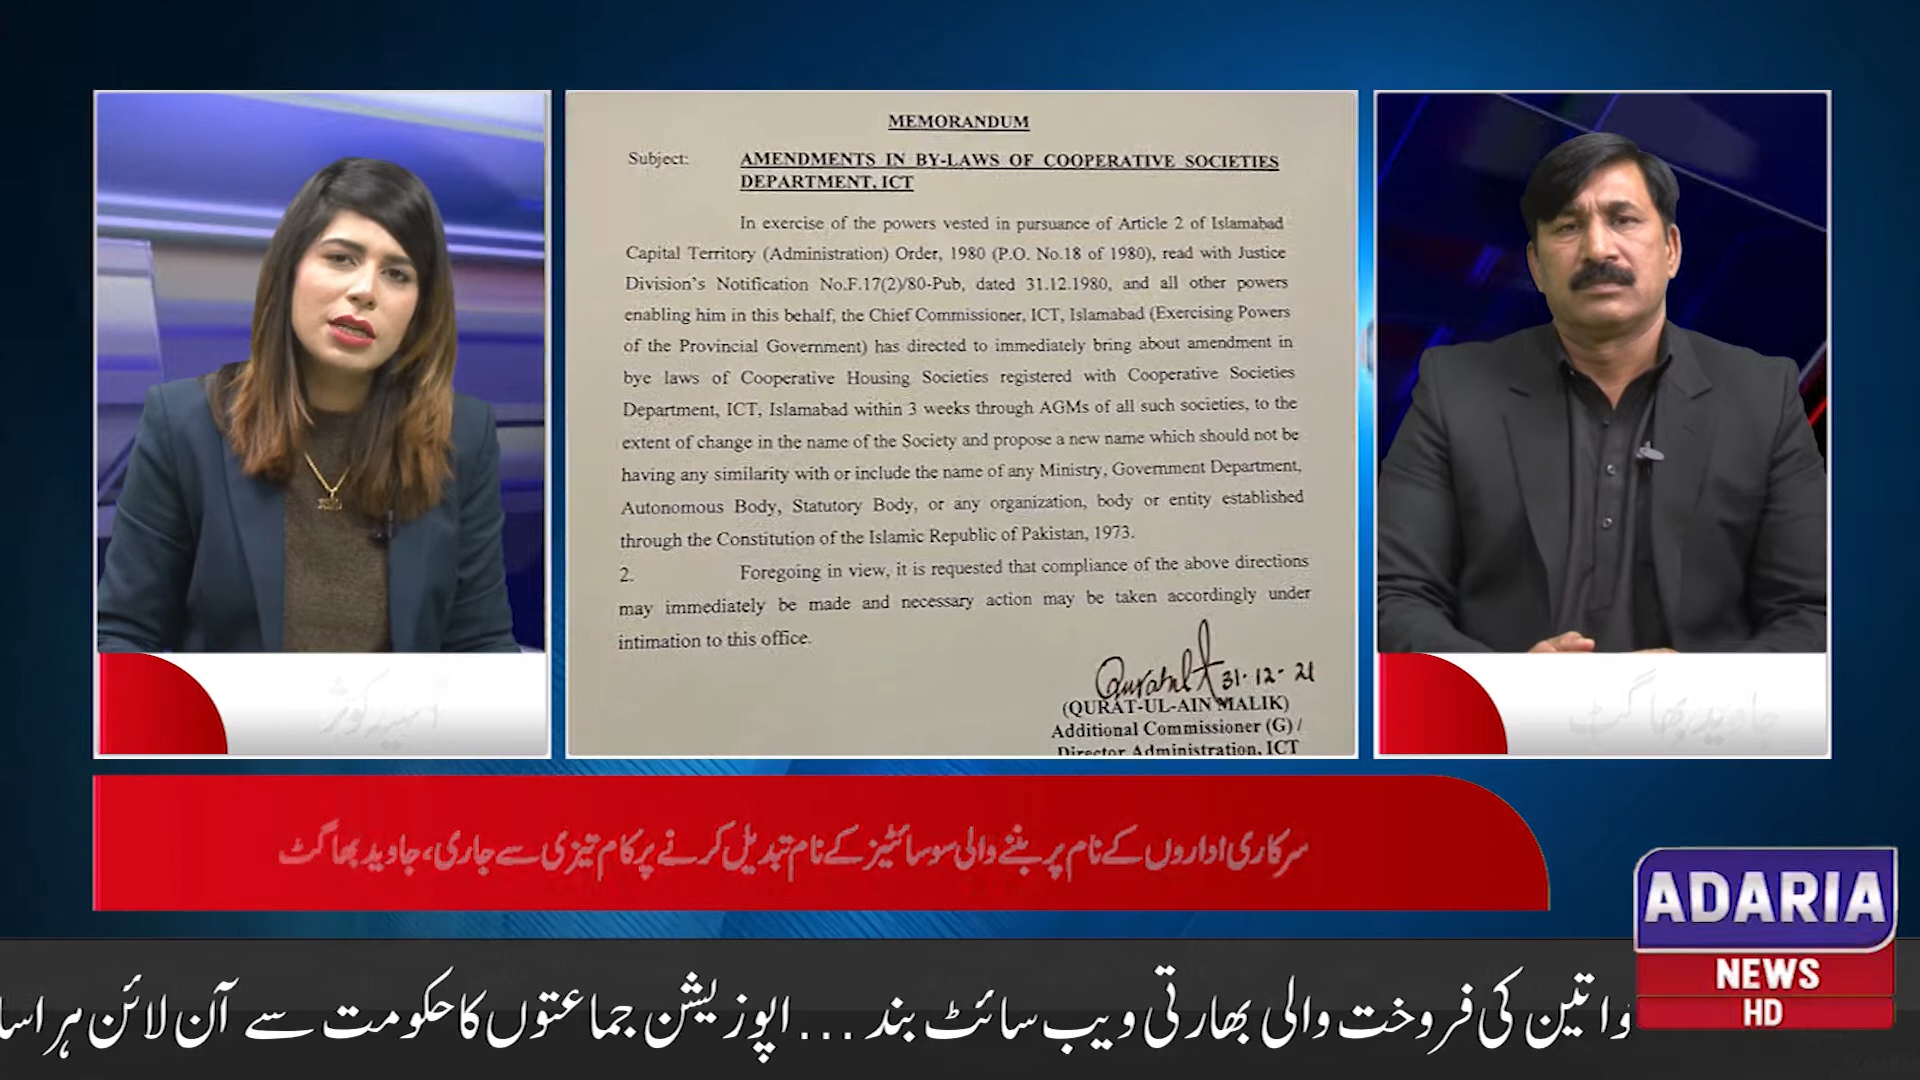 MEMORANDUM
Subject: AMENDMENTS IN BY-LAWS OF COOPERATIVE SOCIETIES
DEPARTMENT, ICT
In exercise of the powers vested in pursuance of Article 2 of Islamabad
Capital Territory (Administration) Order, 1980 (P.O. No.18 of 1980), read with Justice
Division's Notification No.F.17(2)/80-Pub, dated 31.12.1980, and all other powers
enabling him in this behalf, the Chief Commissioner, ICT, Islamabad (Exercising Powers
of the Provincial Government) has directed to immediately bring about amendment in
bye laws of Cooperative Housing Societies registered with Cooperative Societies
Department, ICT, Islamabad within 3 weeks through AGMs of all such societies, to the
extent of change in the name of the Society and propose a new name which should not be
having any similarity with or include the name of any Ministry, Government Department,
Autonomous Body, Statutory Body, or any organization, body or entity established
through the Constitution of the Islamic Republic of Pakistan, 1973.
2. Foregoing in view, it is requested that compliance of the above directions
may immediately be made and necessary action may be taken accordingly under
intimation to this office.
31-12-21
(QURAT-UL-AIN MALIK)
Additional Commissioner (G) /
Director Administration, ICT
جاوید بھاگٹ
سرکاری اداروں کے نام پر بننے والی سوسائٹیز کے نام تبدیل کرنے پر کام تیزی سے جاری، جاوید بھاگٹ
ADARIA
NEWS
HD
واتین کی فروخت والی بھارتی ویب سائٹ بند ... اپوزیشن جماعتوں کا حکومت سے آن لائن ہراسا